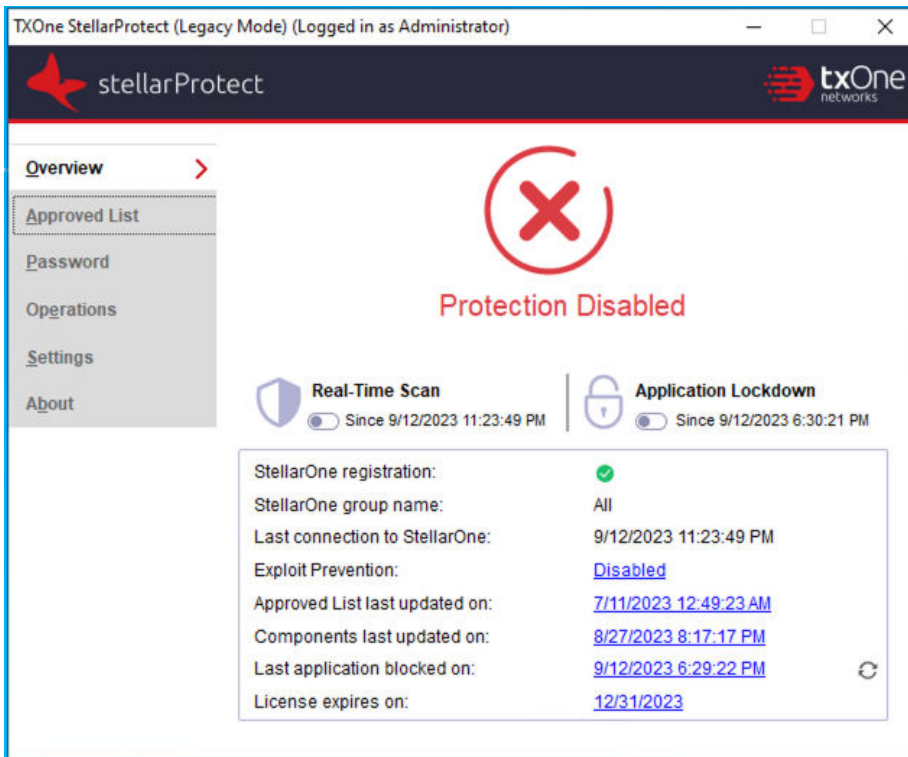 TXOne StellarProtect (Legacy Mode) (Logged in as Administrator)
stellarProtect
txOne
networks
Overview
Approved List
Password
Operations
Settings
About
Protection Disabled
Real-Time Scan
Since 9/12/2023 11:23:49 PM
Application Lockdown
Since 9/12/2023 6:30:21 PM
StellarOne registration:
StellarOne group name: All
Last connection to StellarOne: 9/12/2023 11:23:49 PM
Exploit Prevention: Disabled
Approved List last updated on: 7/11/2023 12:49:23 AM
Components last updated on: 8/27/2023 8:17:17 PM
Last application blocked on: 9/12/2023 6:29:22 PM
License expires on: 12/31/2023